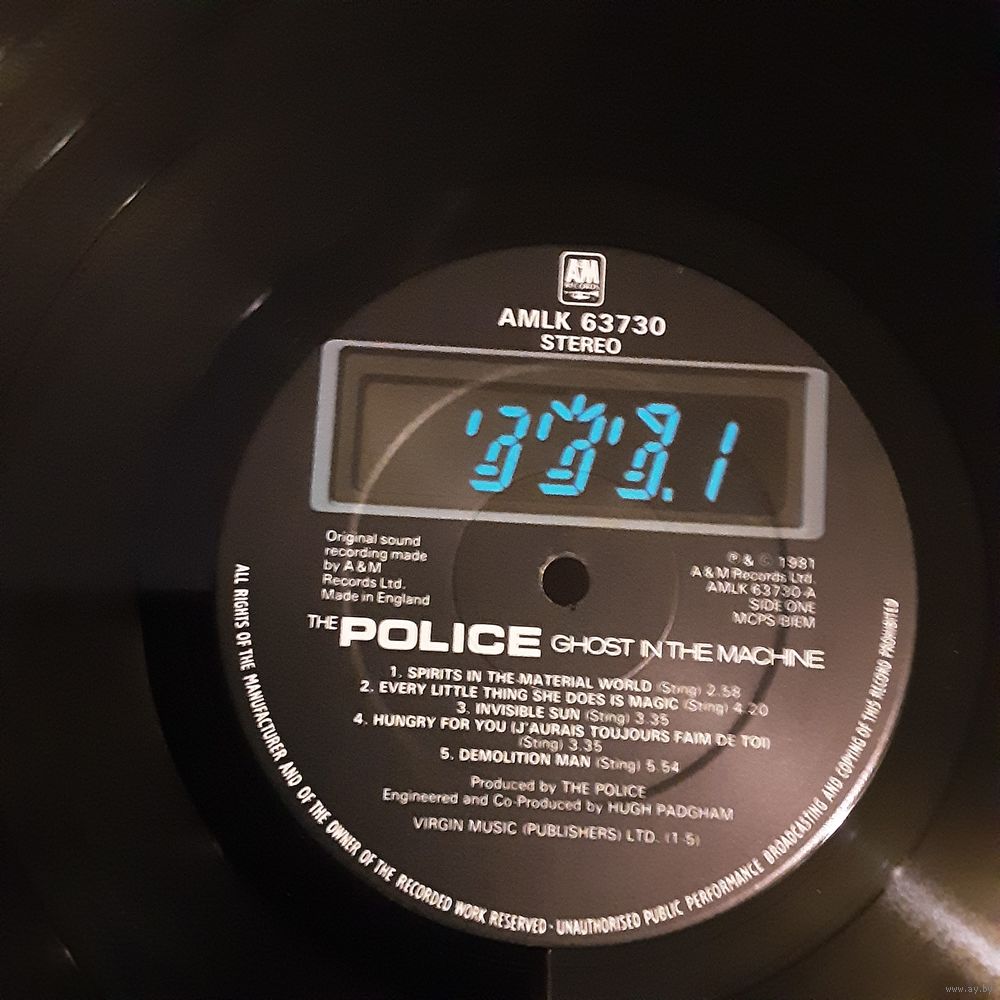 A&M
RECORDS
AMLK 63730
STEREO
Original sound
recording made
by A & M
Records Ltd.
Made in England
℗ & © 1981
A & M Records Ltd.
AMLK 63730-A
SIDE ONE
MCPS BIEM
THE POLICE GHOST IN THE MACHINE
1. SPIRITS IN THE MATERIAL WORLD (Sting) 2.58
2. EVERY LITTLE THING SHE DOES IS MAGIC (Sting) 4.20
3. INVISIBLE SUN (Sting) 3.35
4. HUNGRY FOR YOU (J'AURAIS TOUJOURS FAIM DE TOI)
(Sting) 3.35
5. DEMOLITION MAN (Sting) 5.54
Produced by THE POLICE
Engineered and Co-Produced by HUGH PADGHAM
VIRGIN MUSIC (PUBLISHERS) LTD. (1-5)
ALL RIGHTS OF THE MANUFACTURER AND OF THE OWNER OF THE RECORDED WORK RESERVED · UNAUTHORISED PUBLIC PERFORMANCE BROADCASTING AND COPYING OF THIS RECORD PROHIBITED
www.ay.by